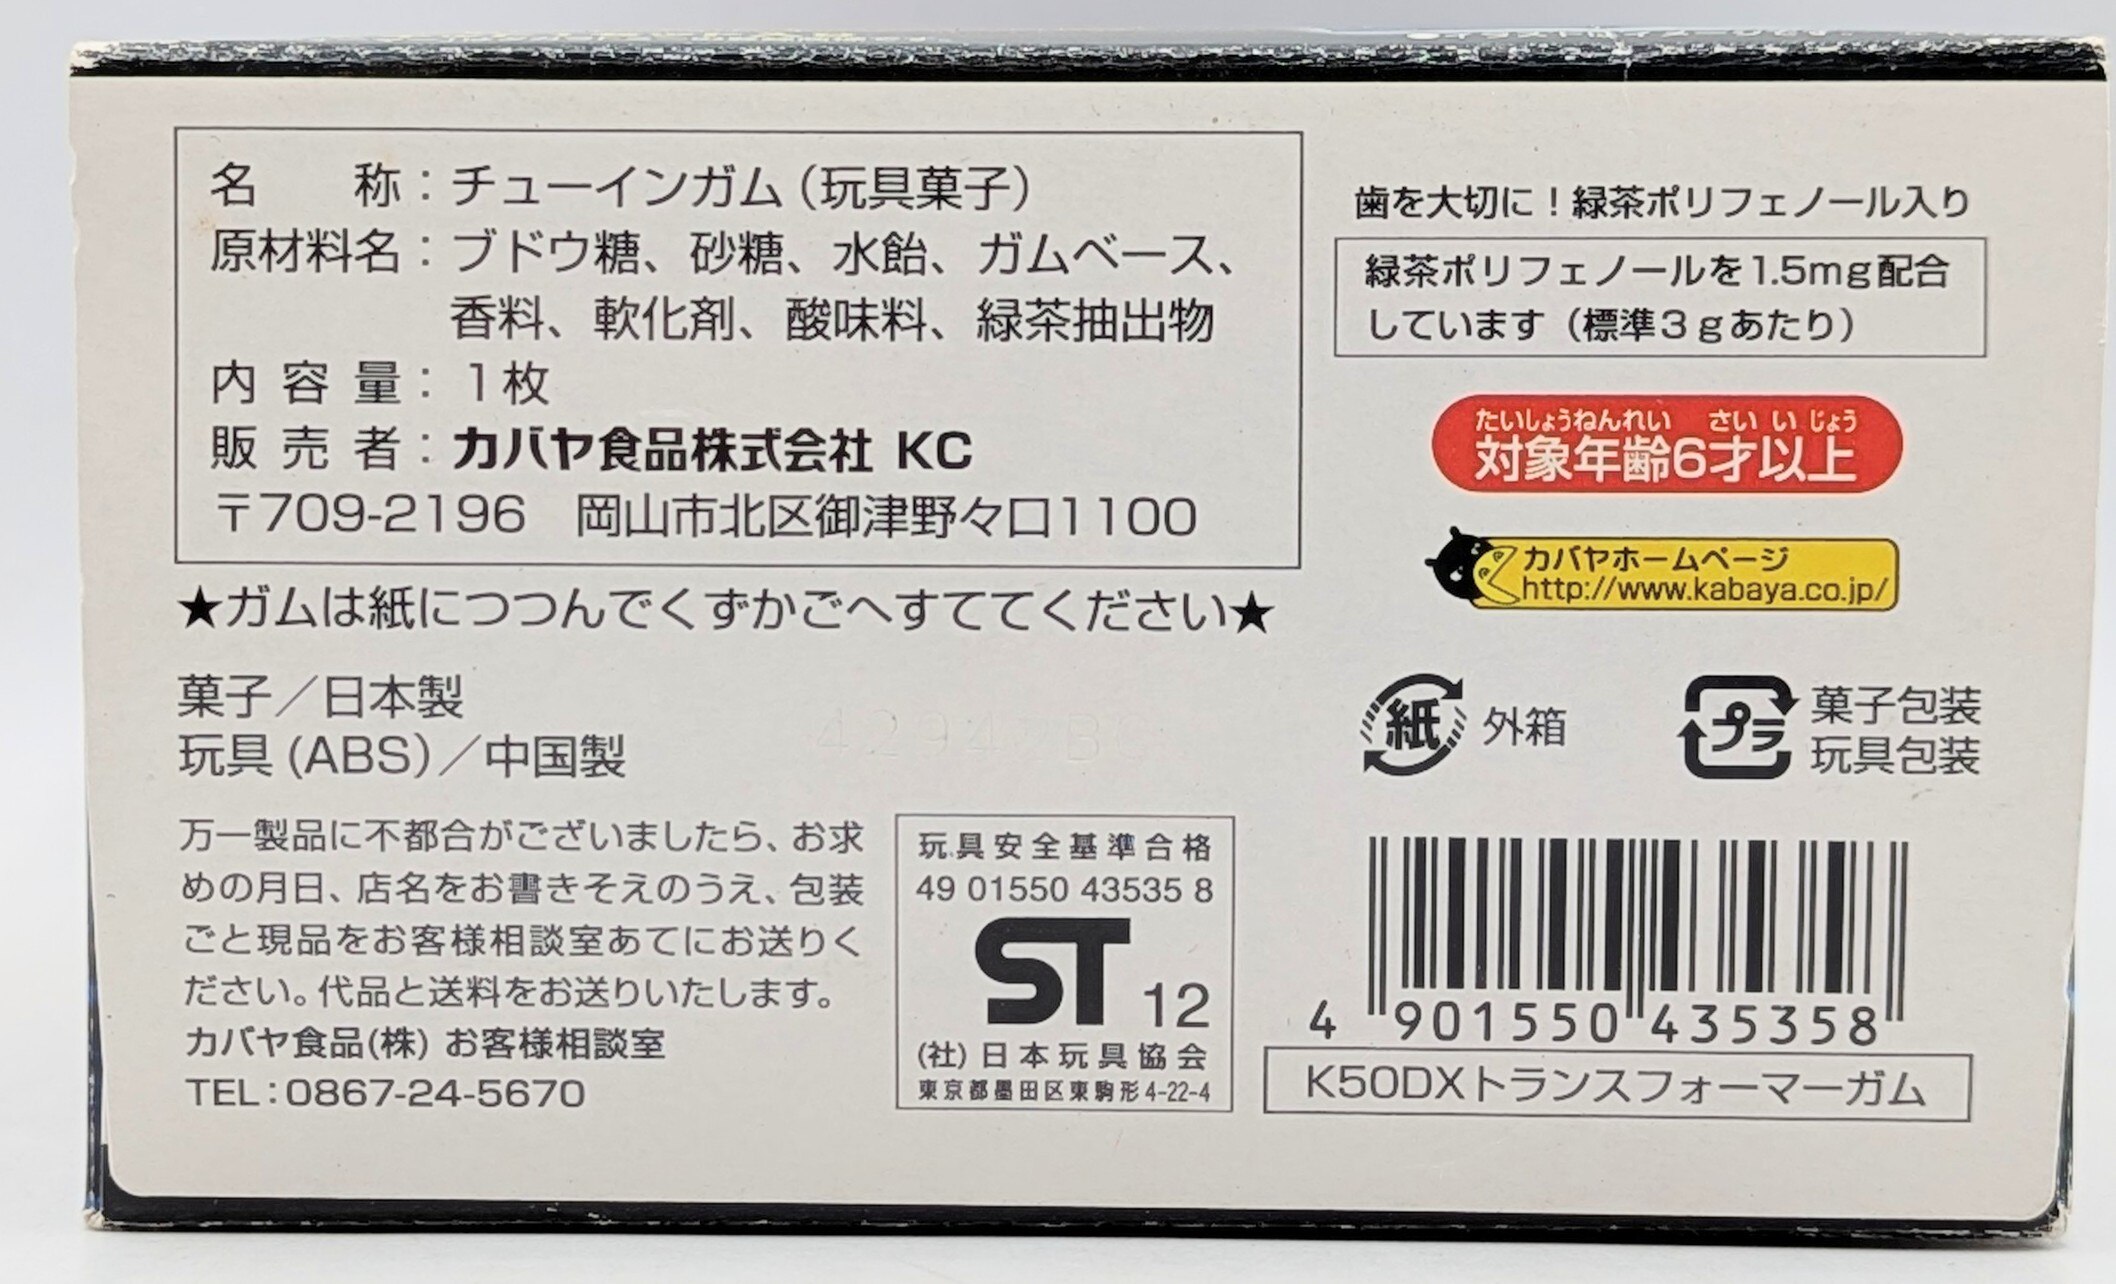 名　　称：チューインガム（玩具菓子）
原材料名：ブドウ糖、砂糖、水飴、ガムベース、
香料、軟化剤、酸味料、緑茶抽出物
内 容 量：1枚
販 売 者：カバヤ食品株式会社 KC
〒709-2196　岡山市北区御津野々口1100
★ガムは紙につつんでくずかごへすててください★
菓子／日本製
玩具(ABS)／中国製
万一製品に不都合がございましたら、お求
めの月日、店名をお書きそえのうえ、包装
ごと現品をお客様相談室あてにお送りく
ださい。代品と送料をお送りいたします。
カバヤ食品(株) お客様相談室
TEL：0867-24-5670
玩具安全基準合格
49 01550 43535 8
ST 12
(社)日本玩具協会
東京都墨田区東駒形4-22-4
歯を大切に！緑茶ポリフェノール入り
緑茶ポリフェノールを1.5mg配合
しています（標準3gあたり）
たいしょうねんれい　さい い じょう
対象年齢6才以上
カバヤホームページ
http://www.kabaya.co.jp/
紙 外箱
プラ 菓子包装
玩具包装
4 901550 435358
K50DXトランスフォーマーガム